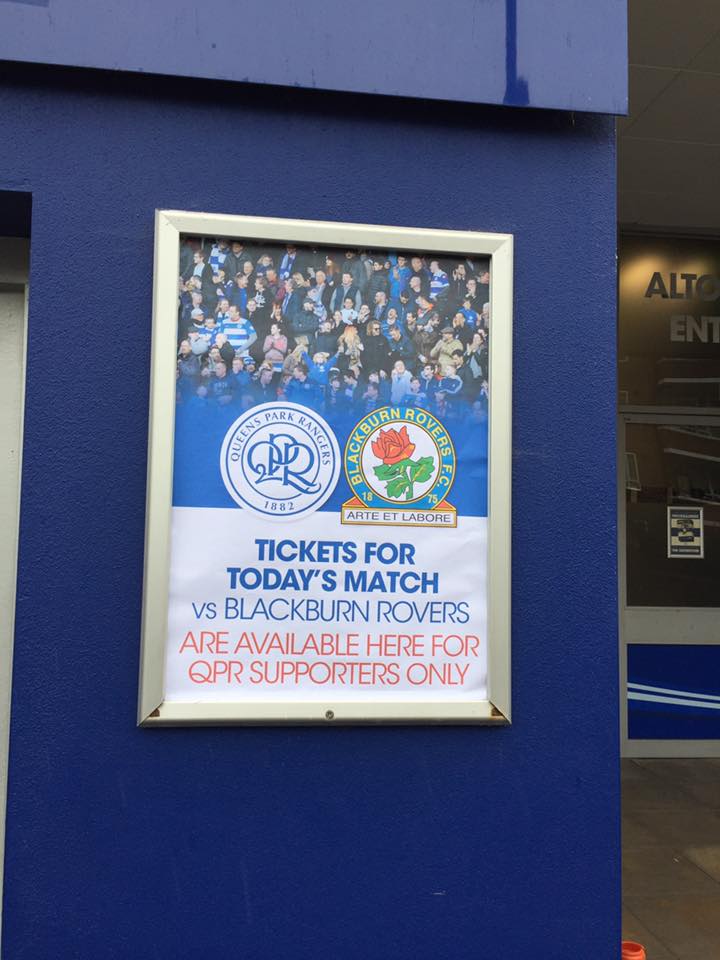 QUEENS PARK RANGERS
QPR
1882
BLACKBURN ROVERS F.C.
18 75
ARTE ET LABORE
TICKETS FOR
TODAY'S MATCH
vs BLACKBURN ROVERS
ARE AVAILABLE HERE FOR
QPR SUPPORTERS ONLY
ALTO
ENT